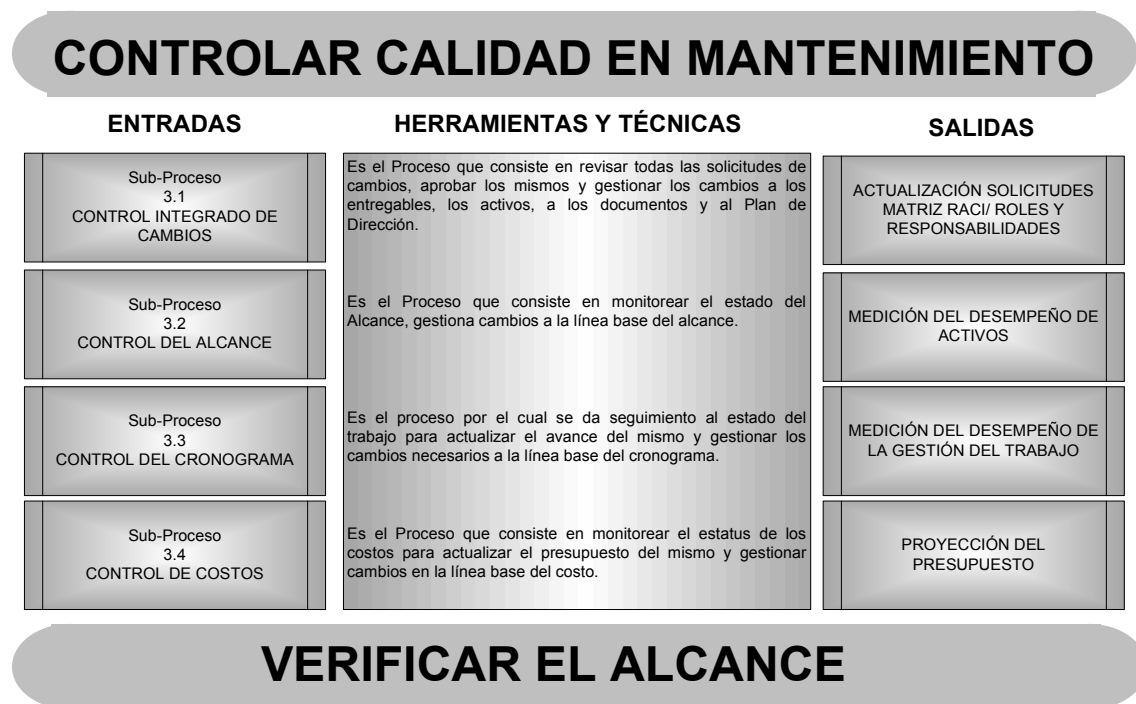 CONTROLAR CALIDAD EN MANTENIMIENTO
ENTRADAS
HERRAMIENTAS Y TÉCNICAS
SALIDAS
Sub-Proceso
3.1
CONTROL INTEGRADO DE
CAMBIOS
Es el Proceso que consiste en revisar todas las solicitudes de
cambios, aprobar los mismos y gestionar los cambios a los
entregables, los activos, a los documentos y al Plan de
Dirección.
ACTUALIZACIÓN SOLICITUDES
MATRIZ RACI/ ROLES Y
RESPONSABILIDADES
Sub-Proceso
3.2
CONTROL DEL ALCANCE
Es el Proceso que consiste en monitorear el estado del
Alcance, gestiona cambios a la línea base del alcance.
MEDICIÓN DEL DESEMPEÑO DE
ACTIVOS
Sub-Proceso
3.3
CONTROL DEL CRONOGRAMA
Es el proceso por el cual se da seguimiento al estado del
trabajo para actualizar el avance del mismo y gestionar los
cambios necesarios a la línea base del cronograma.
MEDICIÓN DEL DESEMPEÑO DE
LA GESTIÓN DEL TRABAJO
Sub-Proceso
3.4
CONTROL DE COSTOS
Es el Proceso que consiste en monitorear el estatus de los
costos para actualizar el presupuesto del mismo y gestionar
cambios en la línea base del costo.
PROYECCIÓN DEL
PRESUPUESTO
VERIFICAR EL ALCANCE